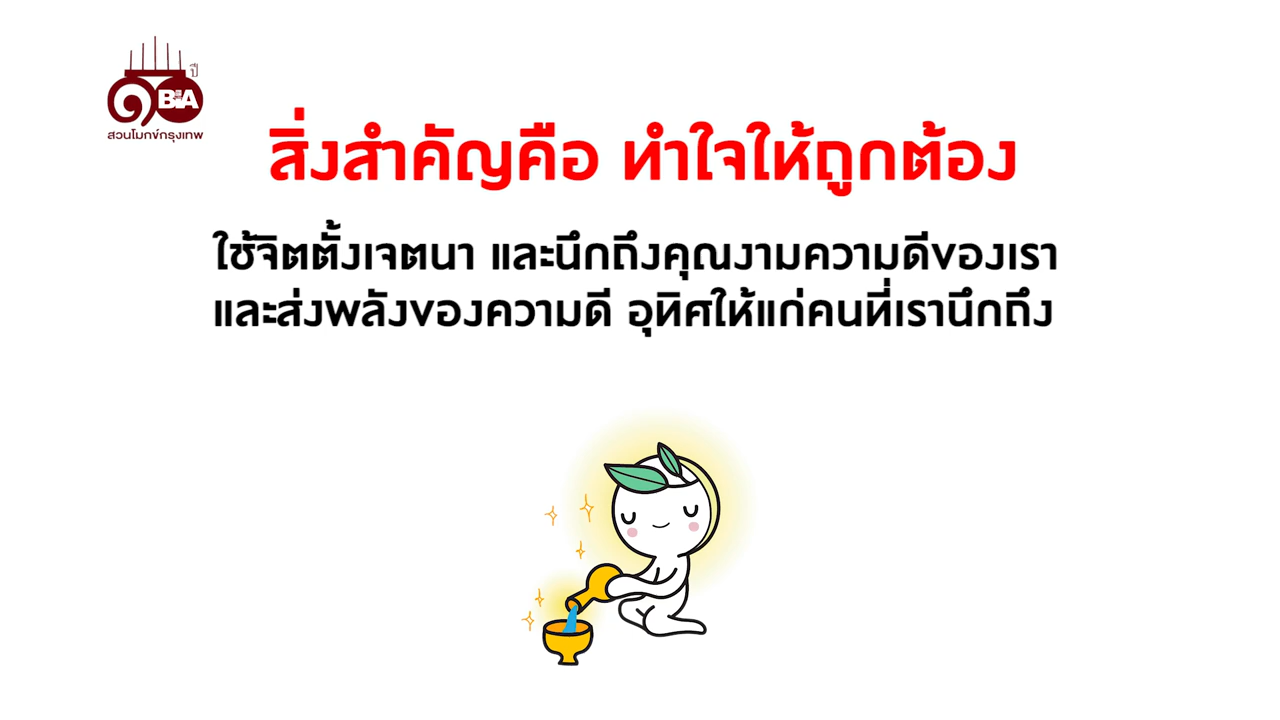 ปี
๑๐ BIA
สวนโมกข์กรุงเทพ
สิ่งสำคัญคือ ทำใจให้ถูกต้อง
ใช้จิตตั้งเจตนา และนึกถึงคุณงามความดีของเรา
และส่งพลังของความดี อุทิศให้แก่คนที่เรานึกถึง